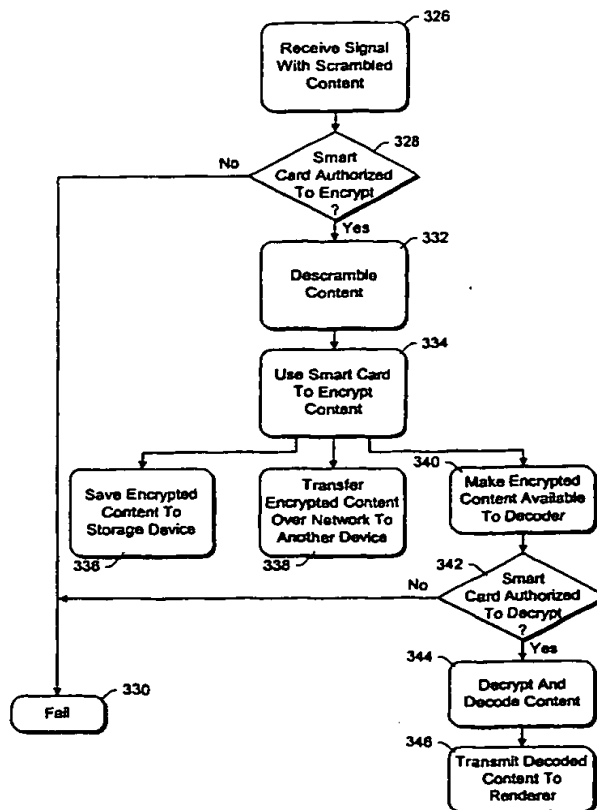 326
Receive Signal
With Scrambled
Content
328
No
Smart
Card Authorized
To Encrypt
?
Yes
332
Descramble
Content
334
Use Smart Card
To Encrypt
Content
Save Encrypted
Content To
Storage Device
336
Transfer
Encrypted Content
Over Network To
Another Device
338
340
Make Encrypted
Content Available
To Decoder
342
No
Smart
Card Authorized
To Decrypt
?
Yes
344
Decrypt And
Decode Content
346
Transmit Decoded
Content To
Renderer
330
Fail